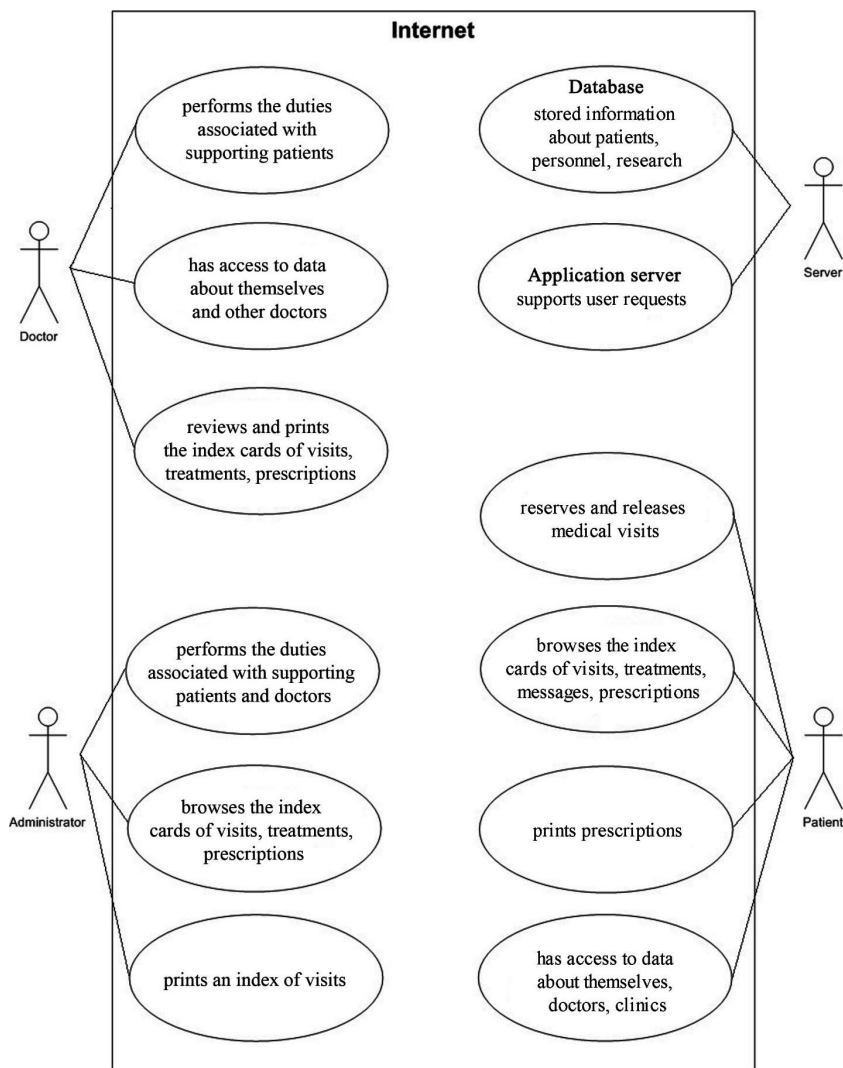 Internet
performs the duties
associated with
supporting patients
Database
stored information
about patients,
personnel, research
Doctor
has access to data
about themselves
and other doctors
Application server
supports user requests
Server
reviews and prints
the index cards of visits,
treatments, prescriptions
reserves and releases
medical visits
performs the duties
associated with supporting
patients and doctors
browses the index
cards of visits, treatments,
messages, prescriptions
Administrator
browses the index
cards of visits, treatments,
prescriptions
prints prescriptions
Patient
prints an index of visits
has access to data
about themselves,
doctors, clinics